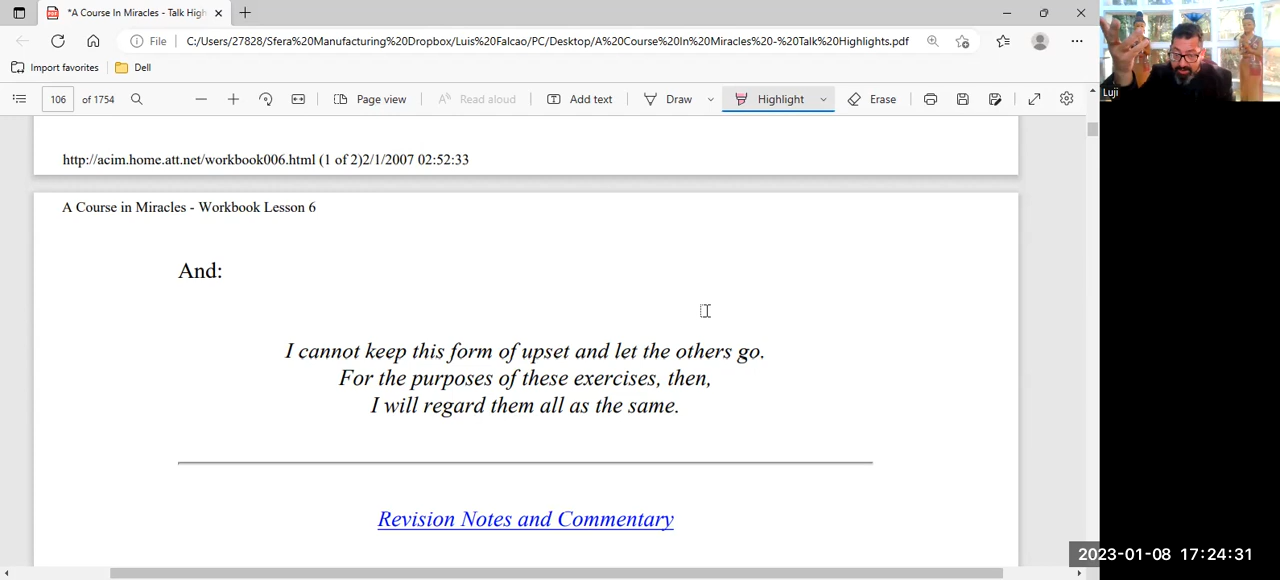 *A Course In Miracles - Talk High
File C:/Users/27828/Sfera%20Manufacturing%20Dropbox/Luis%20Falcao/PC/Desktop/A%20Course%20In%20Miracles%20-%20Talk%20Highlights.pdf
Import favorites Dell
106 of 1754 Page view Read aloud Add text Draw Highlight Erase
Luji
http://acim.home.att.net/workbook006.html (1 of 2)2/1/2007 02:52:33
A Course in Miracles - Workbook Lesson 6
And:
I cannot keep this form of upset and let the others go.
For the purposes of these exercises, then,
I will regard them all as the same.
Revision Notes and Commentary
2023-01-08 17:24:31